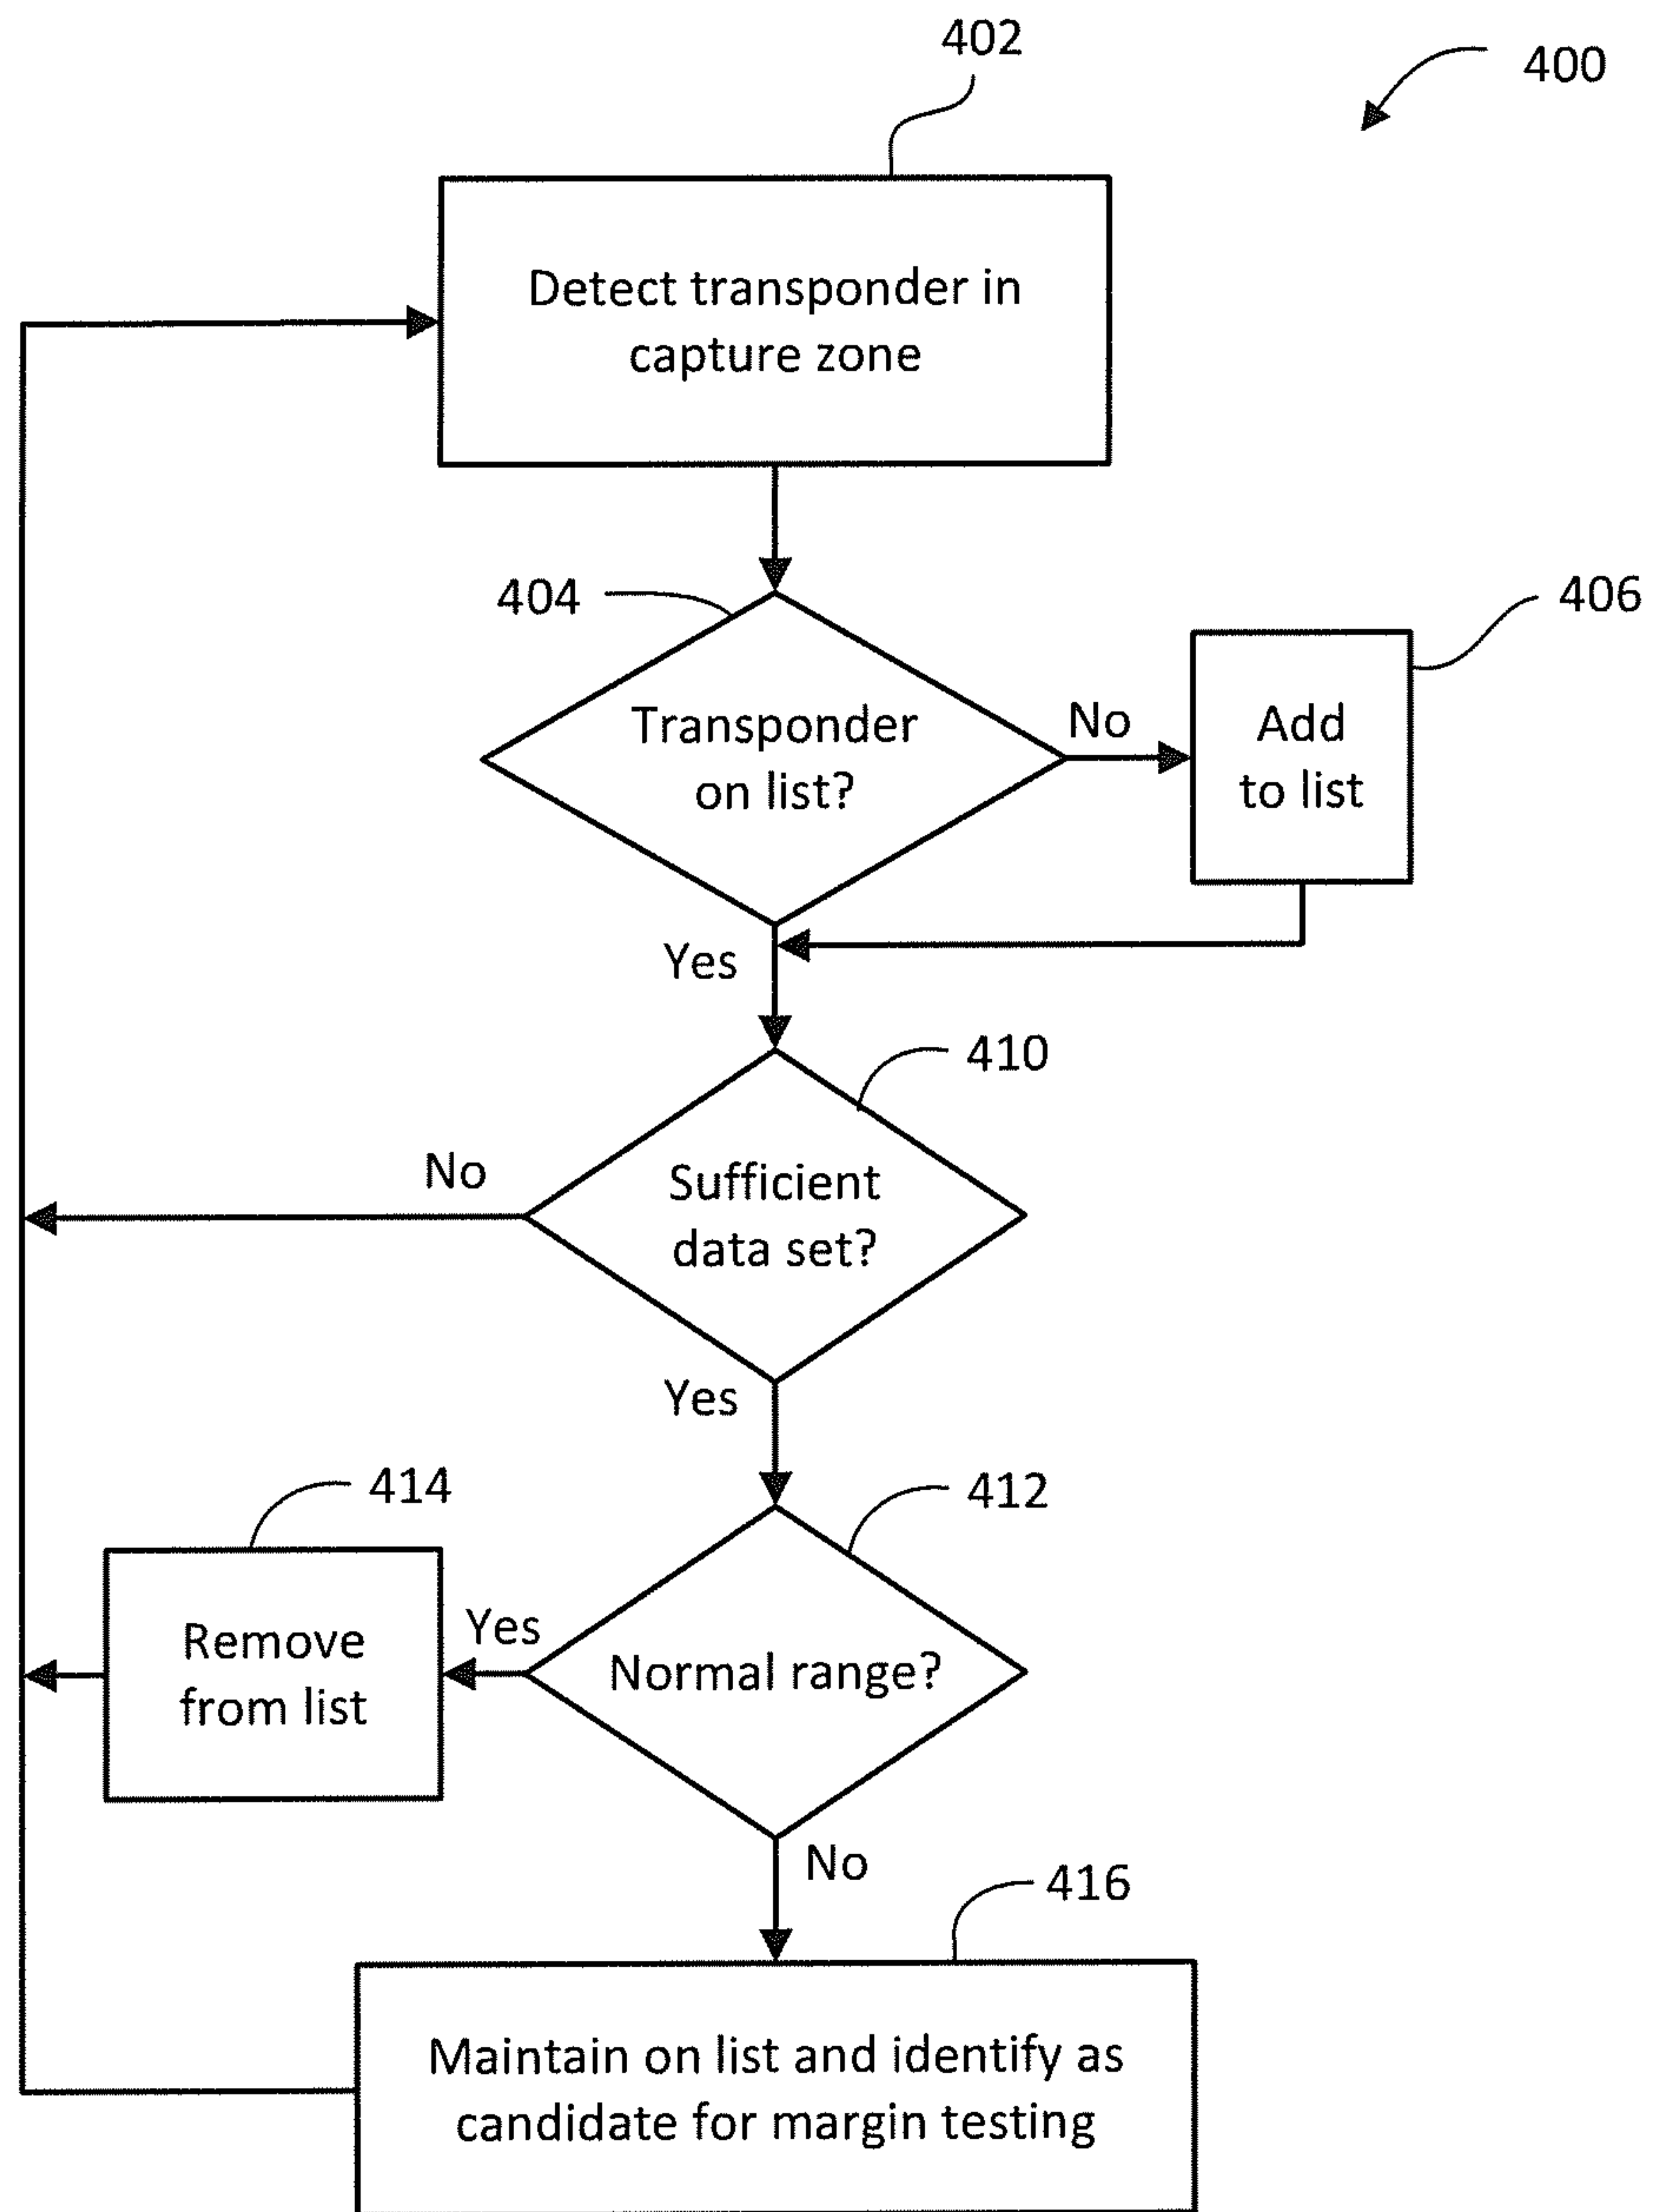 402
400
Detect transponder in
capture zone
404
406
Transponder
on list?
No
Add
to list
Yes
410
No
Sufficient
data set?
Yes
414
412
Remove
from list
Yes
Normal range?
No
416
Maintain on list and identify as
candidate for margin testing